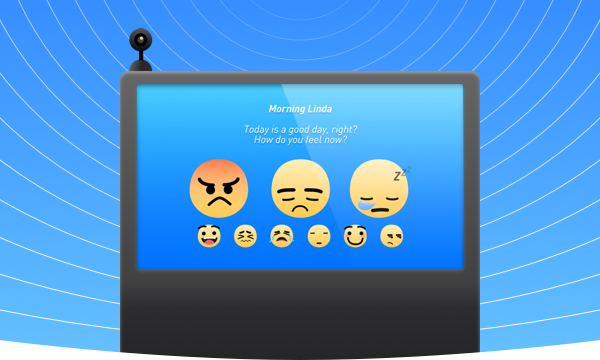 Morning Linda
Today is a good day, right?
How do you feel now?
Z Z Z